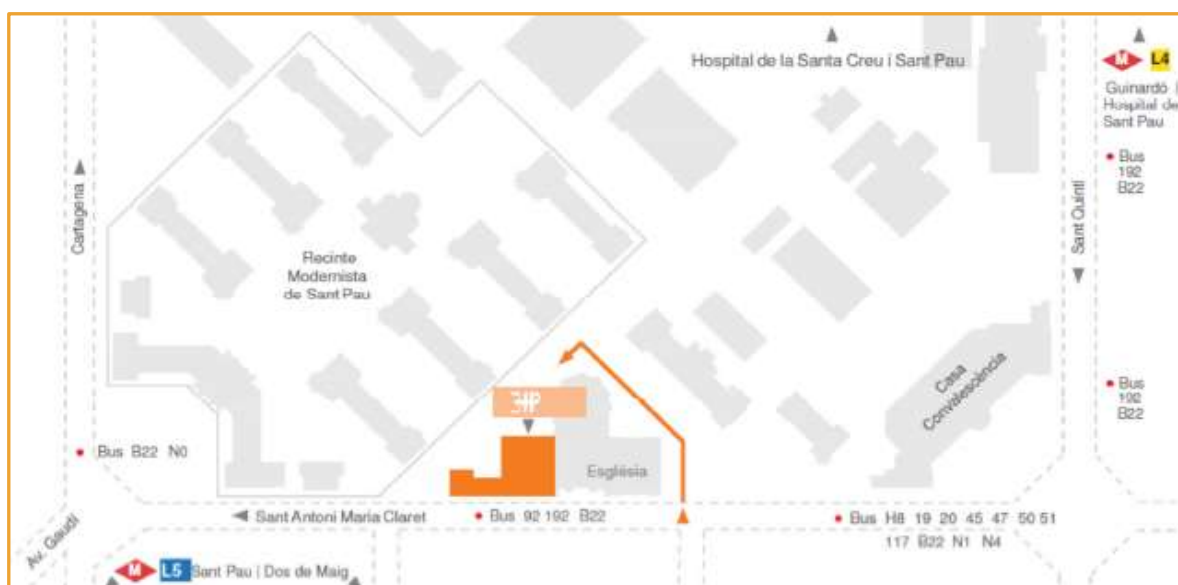 Hospital de la Santa Creu i Sant Pau
M L4
Guinardó |
Hospital de
Sant Pau
Bus
192
B22
Cartagena
Sant Quintí
Recinte
Modernista
de Sant Pau
Casa
Convalescència
Bus
192
B22
Bus B22 N0
Església
Sant Antoni Maria Claret
Bus 92 192 B22
Bus H8 19 20 45 47 50 51
117 B22 N1 N4
Av. Gaudí
M L5 Sant Pau | Dos de Maig